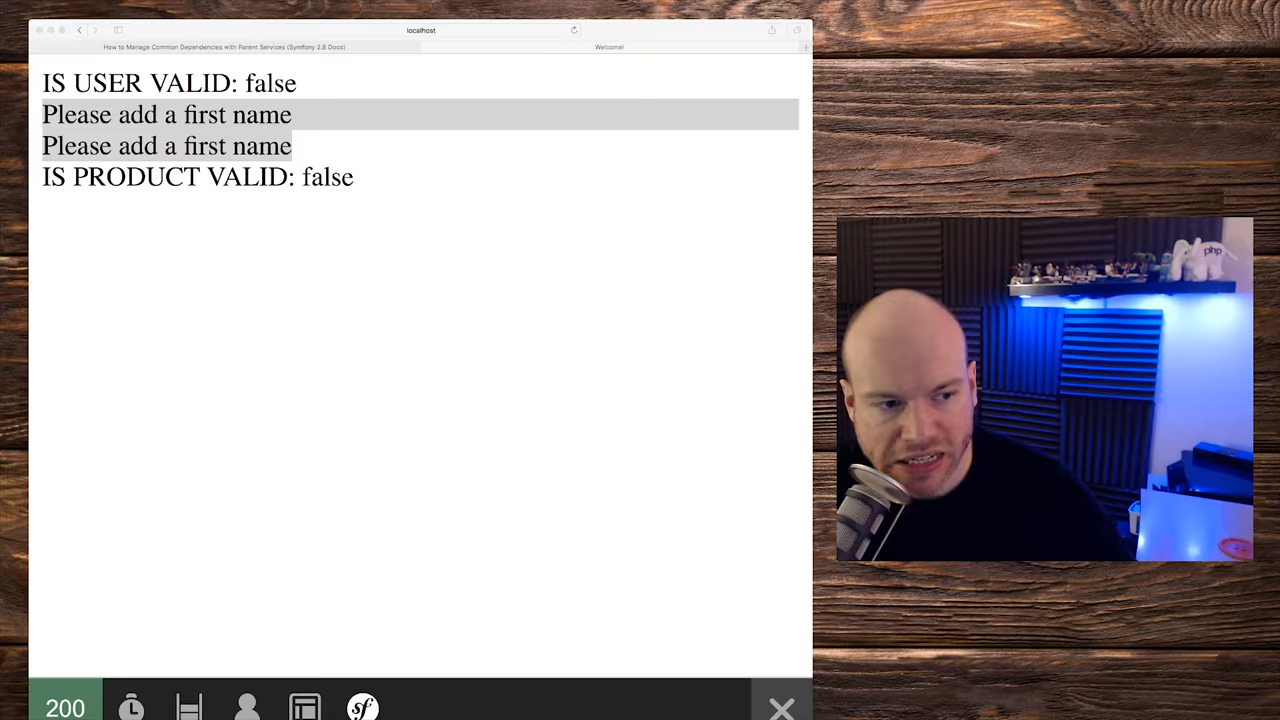 localhost
How to Manage Common Dependencies with Parent Services (Symfony 2.8 Docs)
Welcome!
IS USER VALID: false
Please add a first name
Please add a first name
IS PRODUCT VALID: false
php
200
sf